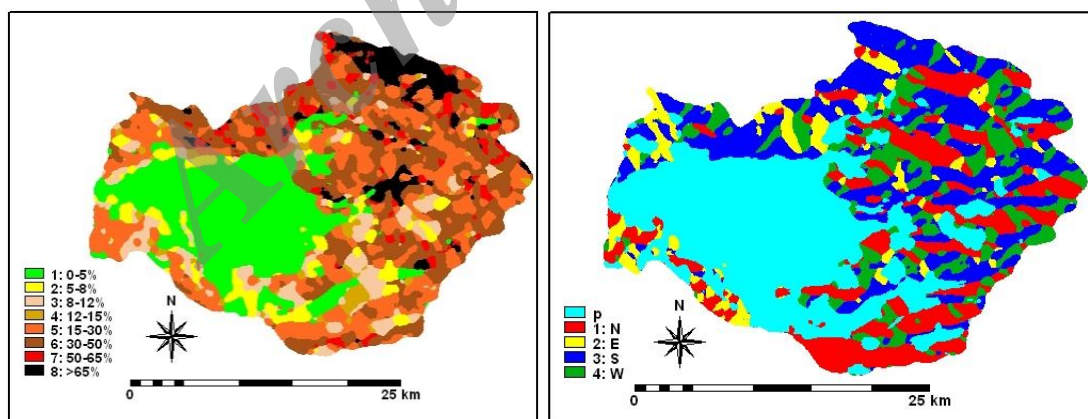 1: 0-5%
2: 5-8%
3: 8-12%
4: 12-15%
5: 15-30%
6: 30-50%
7: 50-65%
8: >65%
N
0 25 km
p
1: N
2: E
3: S
4: W
N
0 25 km